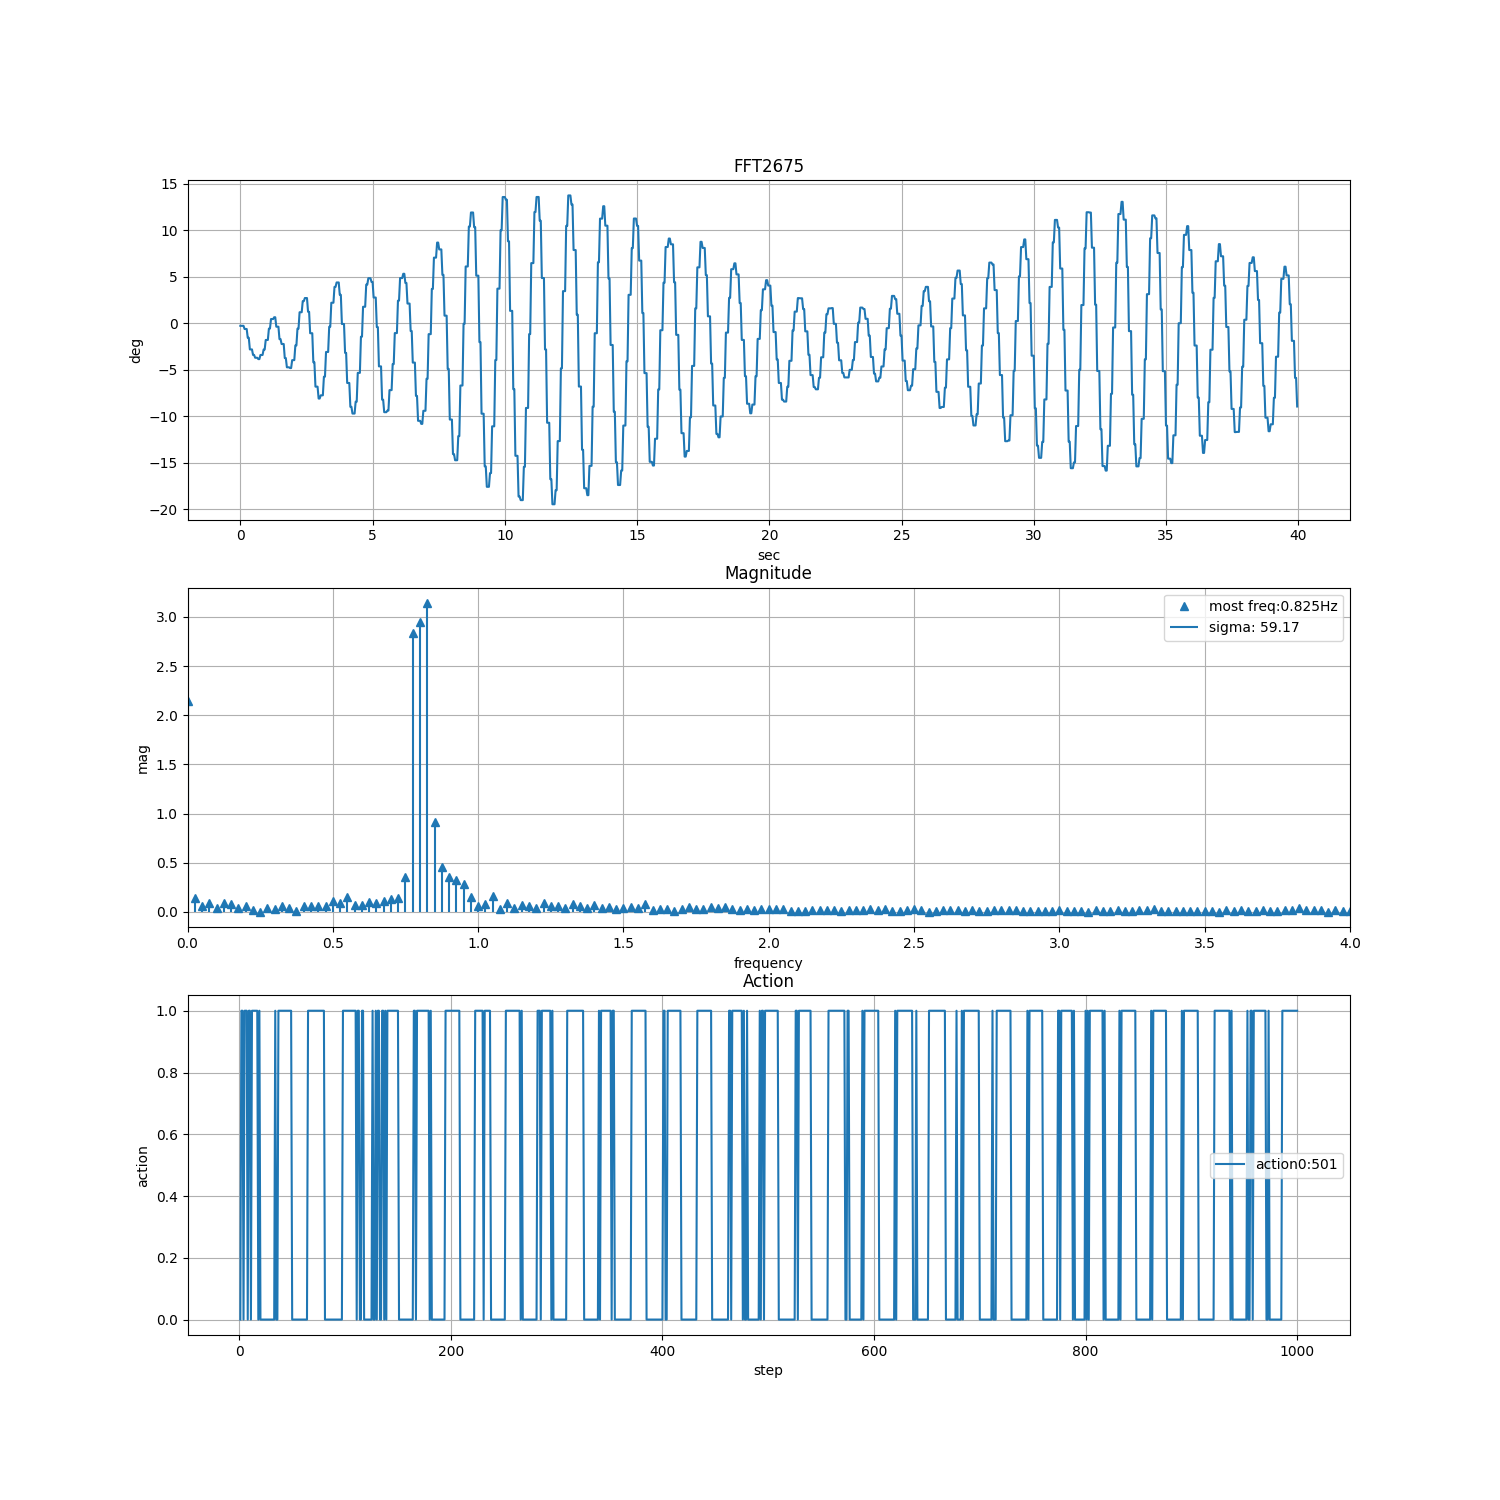 FFT2675
15
10
5
0
−5
−10
−15
−20
deg
0 5 10 15 20 25 30 35 40
sec
Magnitude
3.0
2.5
2.0
1.5
1.0
0.5
0.0
mag
most freq:0.825Hz
sigma: 59.17
0.0 0.5 1.0 1.5 2.0 2.5 3.0 3.5 4.0
frequency
Action
1.0
0.8
0.6
0.4
0.2
0.0
action
action0:501
0 200 400 600 800 1000
step